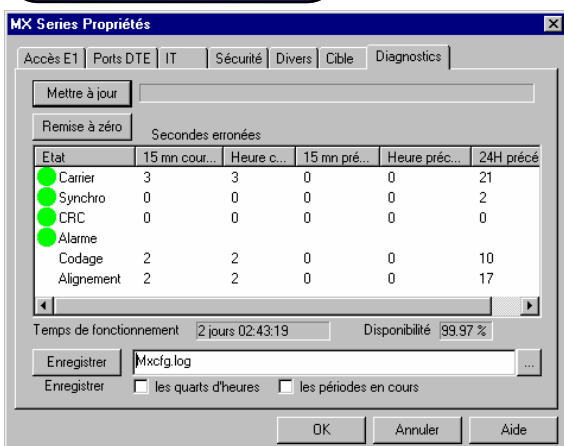 MX Series Propriétés
Accès E1 Ports DTE IT Sécurité Divers Cible Diagnostics
Mettre à jour
Remise à zéro Secondes erronées
Etat 15 mn cour... Heure c... 15 mn pré... Heure préc... 24H précé
Carrier 3 3 0 0 21
Synchro 0 0 0 0 2
CRC 0 0 0 0 0
Alarme
Codage 2 2 0 0 10
Alignement 2 2 0 0 17
Temps de fonctionnement 2 jours 02:43:19 Disponibilité 99.97 %
Enregistrer Mxcfg.log ...
Enregistrer les quarts d'heures les périodes en cours
OK Annuler Aide